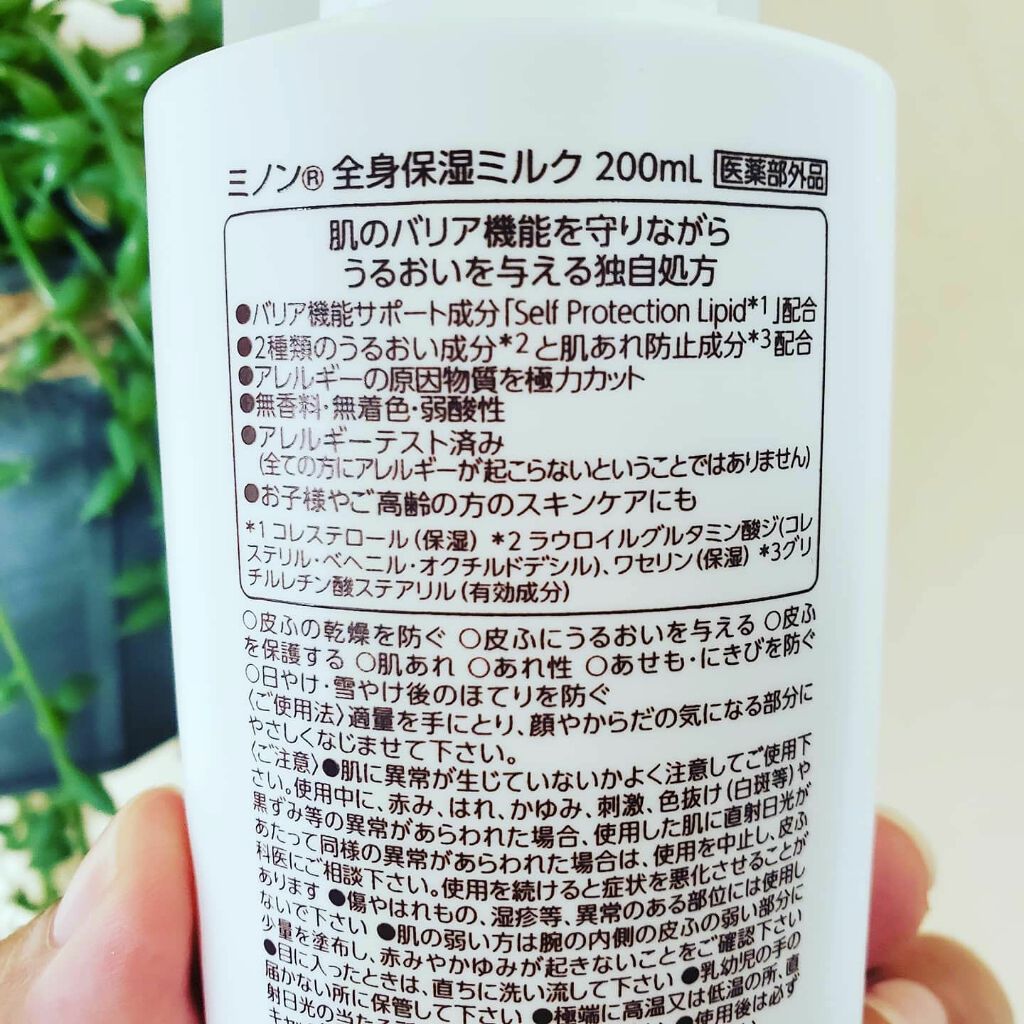 ミノン® 全身保湿ミルク 200mL 医薬部外品
肌のバリア機能を守りながら
うるおいを与える独自処方
●バリア機能サポート成分「Self Protection Lipid*1」配合
●2種類のうるおい成分*2と肌あれ防止成分*3配合
●アレルギーの原因物質を極力カット
●無香料・無着色・弱酸性
●アレルギーテスト済み
(全ての方にアレルギーが起こらないということではありません)
●お子様やご高齢の方のスキンケアにも
*1 コレステロール(保湿) *2 ラウロイルグルタミン酸ジ(コレ
ステリル・ベヘニル・オクチルドデシル)、ワセリン(保湿) *3グリ
チルレチン酸ステアリル(有効成分)
○皮ふの乾燥を防ぐ ○皮ふにうるおいを与える ○皮ふ
を保護する ○肌あれ ○あれ性 ○あせも・にきびを防ぐ
○日やけ・雪やけ後のほてりを防ぐ
〈ご使用法〉適量を手にとり、顔やからだの気になる部分に
やさしくなじませて下さい。
〈ご注意〉●肌に異常が生じていないかよく注意してご使用下
さい。使用中に、赤み、はれ、かゆみ、刺激、色抜け(白斑等)や
黒ずみ等の異常があらわれた場合、使用した肌に直射日光が
あたって同様の異常があらわれた場合は、使用を中止し、皮ふ
科医にご相談下さい。使用を続けると症状を悪化させることが
あります ●傷やはれもの、湿疹等、異常のある部位には使用し
ないで下さい ●肌の弱い方は腕の内側の皮ふの弱い部分に
少量を塗布し、赤みやかゆみが起きないことをご確認下さい
●目に入ったときは、直ちに洗い流して下さい ●乳幼児の手の
届かない所に保管して下さい ●極端に高温又は低温の所、直
射日光の当たる ●使用後は必ず